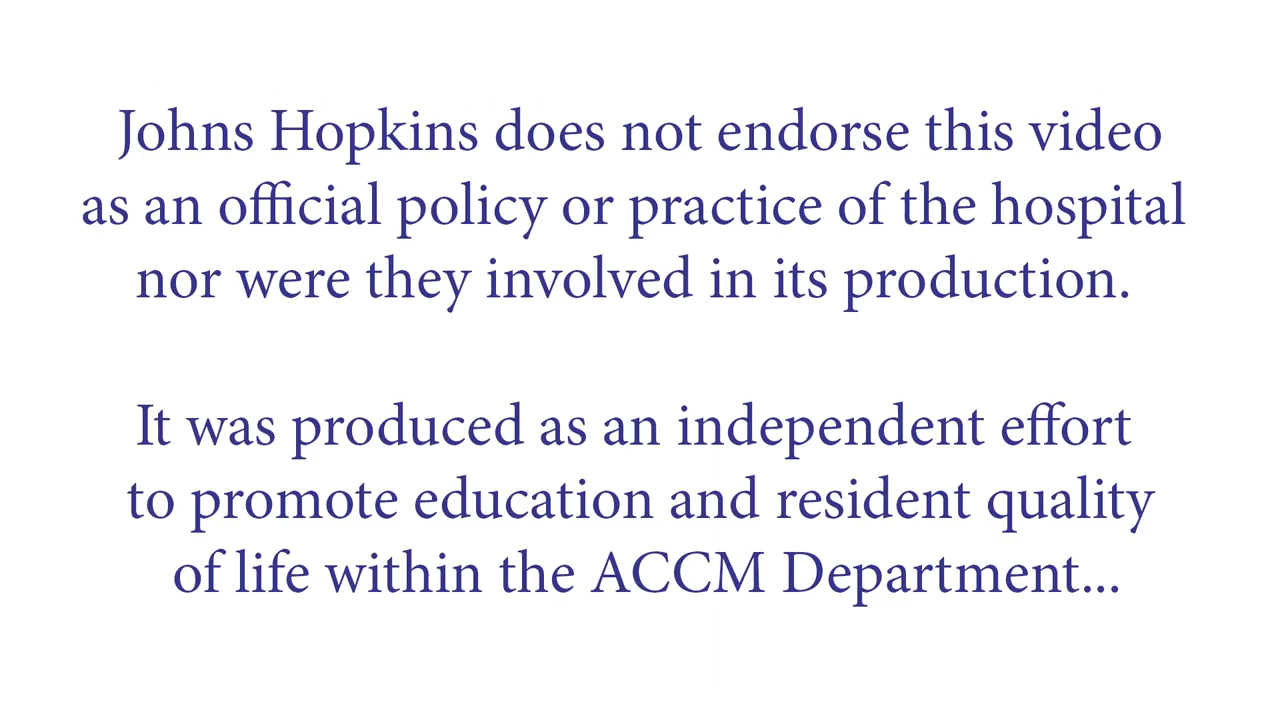 Johns Hopkins does not endorse this video
as an official policy or practice of the hospital
nor were they involved in its production.
It was produced as an independent effort
to promote education and resident quality
of life within the ACCM Department...